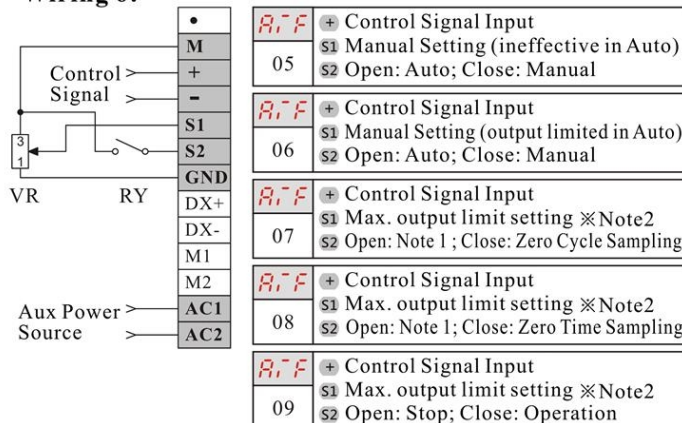 Wiring 6:
M
Control
Signal
+
-
S1
S2
GND
DX+
DX-
M1
M2
AC1
AC2
3
1
VR
RY
Aux Power
Source
05
+ Control Signal Input
S1 Manual Setting (ineffective in Auto)
S2 Open: Auto; Close: Manual
06
+ Control Signal Input
S1 Manual Setting (output limited in Auto)
S2 Open: Auto; Close: Manual
07
+ Control Signal Input
S1 Max. output limit setting ※Note2
S2 Open: Note 1 ; Close: Zero Cycle Sampling
08
+ Control Signal Input
S1 Max. output limit setting ※Note2
S2 Open: Note 1; Close: Zero Time Sampling
09
+ Control Signal Input
S1 Max. output limit setting ※Note2
S2 Open: Stop; Close: Operation